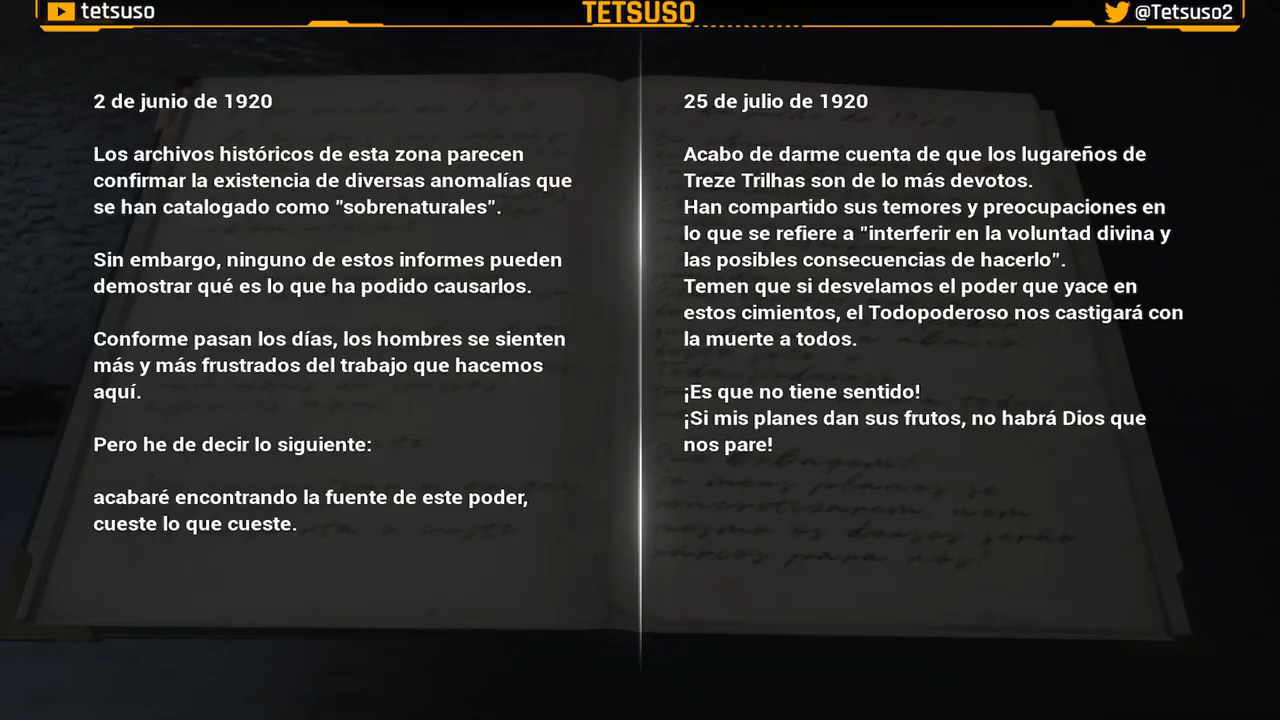 tetsuso
TETSUSO
@Tetsuso2
2 de junio de 1920
Los archivos históricos de esta zona parecen
confirmar la existencia de diversas anomalías que
se han catalogado como "sobrenaturales".
Sin embargo, ninguno de estos informes pueden
demostrar qué es lo que ha podido causarlos.
Conforme pasan los días, los hombres se sienten
más y más frustrados del trabajo que hacemos
aquí.
Pero he de decir lo siguiente:
acabaré encontrando la fuente de este poder,
cueste lo que cueste.
25 de julio de 1920
Acabo de darme cuenta de que los lugareños de
Treze Trilhas son de lo más devotos.
Han compartido sus temores y preocupaciones en
lo que se refiere a "interferir en la voluntad divina y
las posibles consecuencias de hacerlo".
Temen que si desvelamos el poder que yace en
estos cimientos, el Todopoderoso nos castigará con
la muerte a todos.
¡Es que no tiene sentido!
¡Si mis planes dan sus frutos, no habrá Dios que
nos pare!